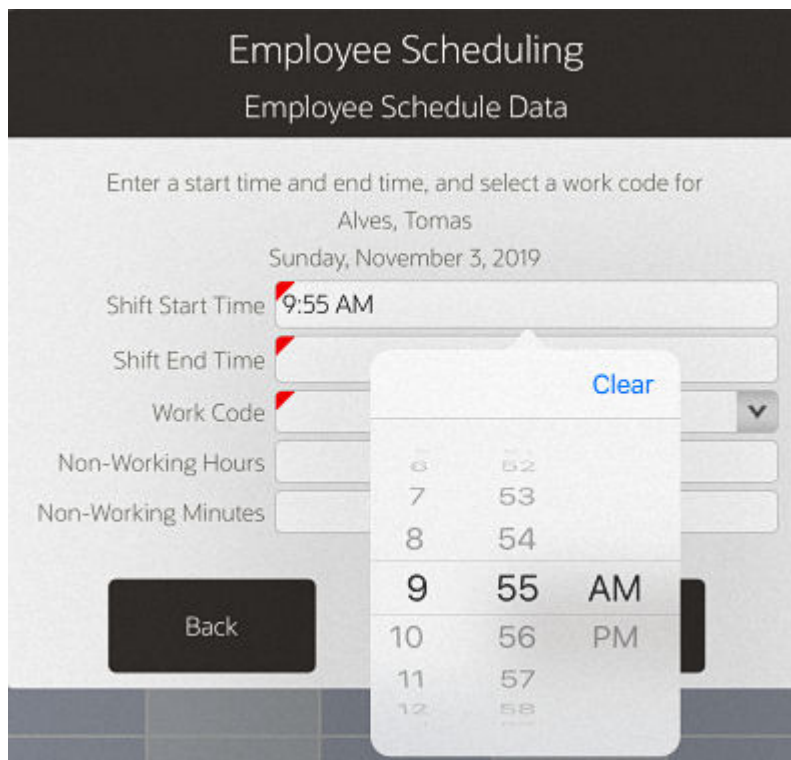 Employee Scheduling
Employee Schedule Data
Enter a start time and end time, and select a work code for
Alves, Tomas
Sunday, November 3, 2019
Shift Start Time 9:55 AM
Shift End Time
Clear
Work Code
Non-Working Hours
6 52
7 53
Non-Working Minutes
8 54
9 55 AM
Back
10 56 PM
11 57
12 58